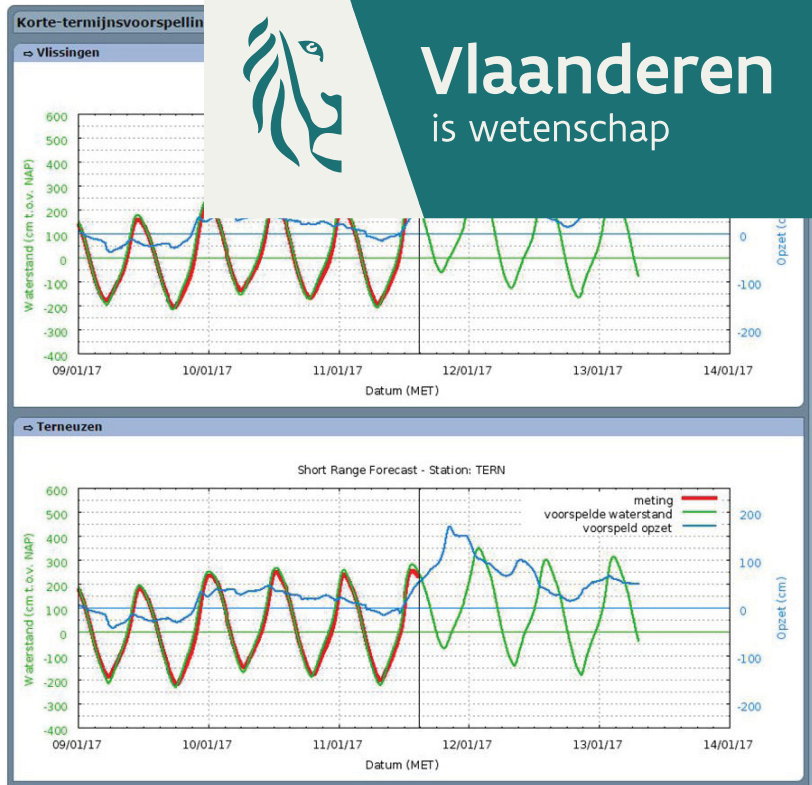 Korte-termijnsvoorspellin
Vlaanderen
is wetenschap
⇨ Vlissingen
Waterstand (cm t.o.v. NAP)
600
500
400
300
200
100
0
-100
-200
-300
-400
0
-100
-200
Opzet (c
09/01/17 10/01/17 11/01/17 12/01/17 13/01/17 14/01/17
Datum (MET)
⇨ Terneuzen
Short Range Forecast - Station: TERN
meting
voorspelde waterstand
voorspeld opzet
Waterstand (cm t.o.v. NAP)
600
500
400
300
200
100
0
-100
-200
-300
-400
200
100
0
-100
-200
Opzet (cm)
09/01/17 10/01/17 11/01/17 12/01/17 13/01/17 14/01/17
Datum (MET)